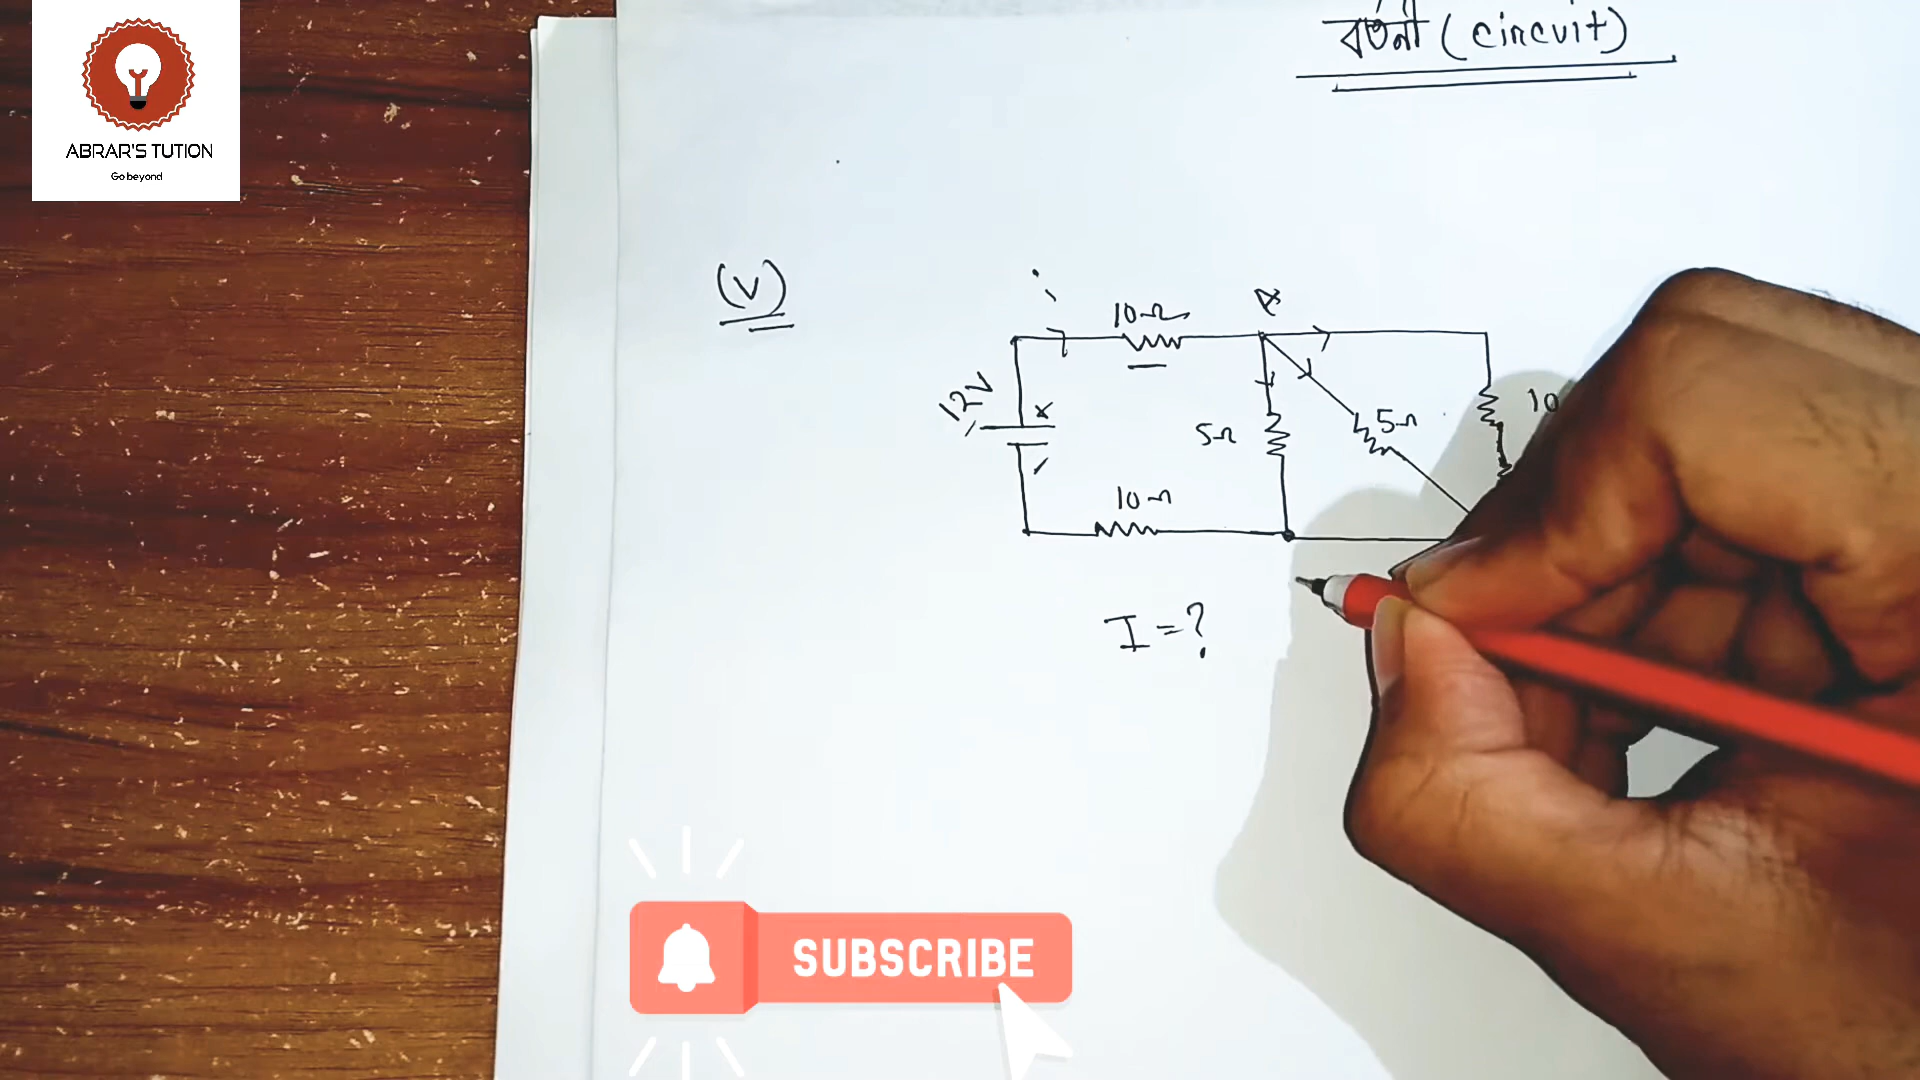 ABRAR'S TUTION
Go beyond
বর্তনী (circuit)
(V)
10Ω
A
12V
+
5Ω
5Ω
10
-
10Ω
I = ?
SUBSCRIBE